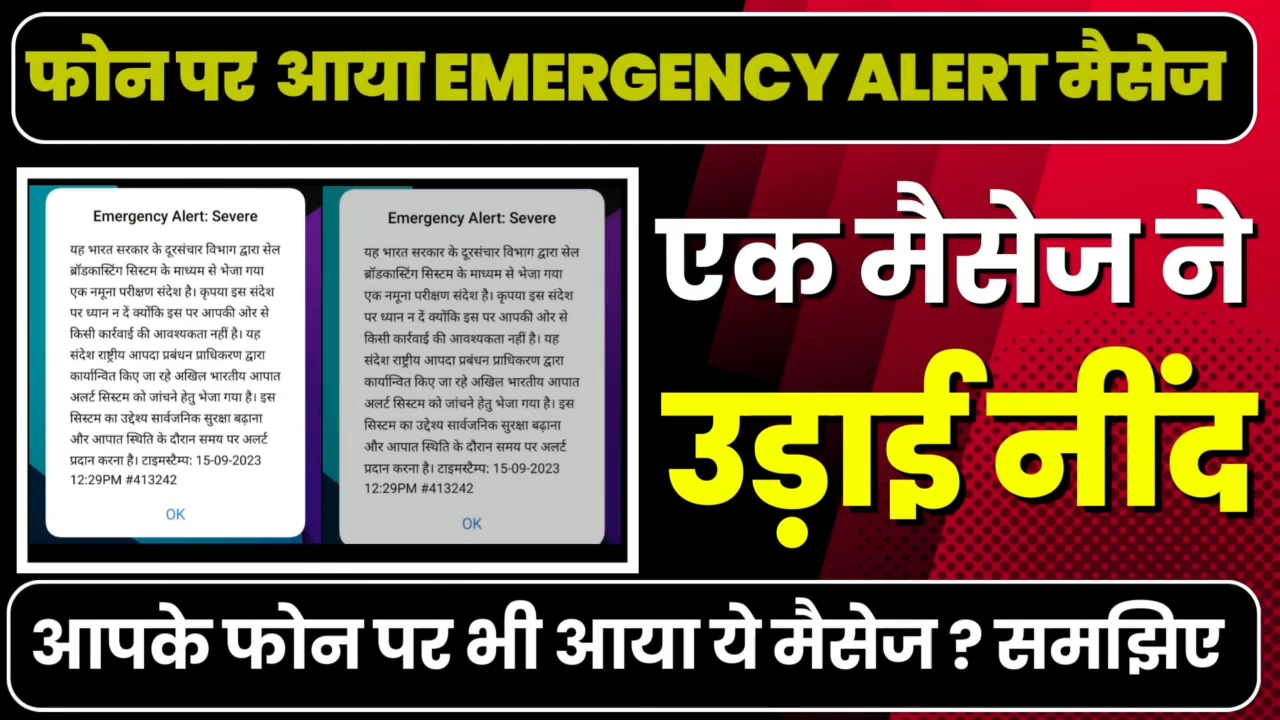 फोन पर आया EMERGENCY ALERT मैसेज
Emergency Alert: Severe
यह भारत सरकार के दूरसंचार विभाग द्वारा सेल
ब्रॉडकास्टिंग सिस्टम के माध्यम से भेजा गया
एक नमूना परीक्षण संदेश है। कृपया इस संदेश
पर ध्यान न दें क्योंकि इस पर आपकी ओर से
किसी कार्रवाई की आवश्यकता नहीं है। यह
संदेश राष्ट्रीय आपदा प्रबंधन प्राधिकरण द्वारा
कार्यान्वित किए जा रहे अखिल भारतीय आपात
अलर्ट सिस्टम को जांचने हेतु भेजा गया है। इस
सिस्टम का उद्देश्य सार्वजनिक सुरक्षा बढ़ाना
और आपात स्थिति के दौरान समय पर अलर्ट
प्रदान करना है। टाइमस्टैम्प: 15-09-2023
12:29PM #413242
OK
Emergency Alert: Severe
यह भारत सरकार के दूरसंचार विभाग द्वारा सेल
ब्रॉडकास्टिंग सिस्टम के माध्यम से भेजा गया
एक नमूना परीक्षण संदेश है। कृपया इस संदेश
पर ध्यान न दें क्योंकि इस पर आपकी ओर से
किसी कार्रवाई की आवश्यकता नहीं है। यह
संदेश राष्ट्रीय आपदा प्रबंधन प्राधिकरण द्वारा
कार्यान्वित किए जा रहे अखिल भारतीय आपात
अलर्ट सिस्टम को जांचने हेतु भेजा गया है। इस
सिस्टम का उद्देश्य सार्वजनिक सुरक्षा बढ़ाना
और आपात स्थिति के दौरान समय पर अलर्ट
प्रदान करना है। टाइमस्टैम्प: 15-09-2023
12:29PM #413242
OK
एक मैसेज ने
उड़ाई नींद
आपके फोन पर भी आया ये मैसेज ? समझिए